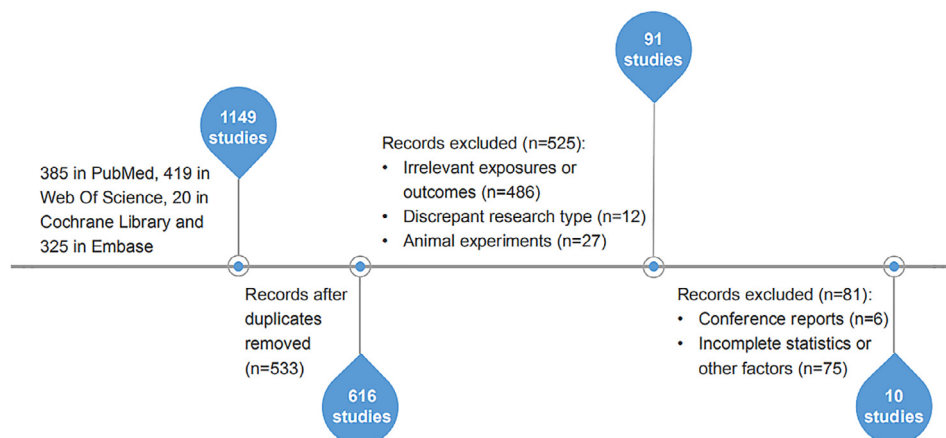 1149
studies
385 in PubMed, 419 in
Web Of Science, 20 in
Cochrane Library and
325 in Embase
Records after
duplicates
removed
(n=533)
616
studies
Records excluded (n=525):
• Irrelevant exposures or
outcomes (n=486)
• Discrepant research type (n=12)
• Animal experiments (n=27)
91
studies
Records excluded (n=81):
• Conference reports (n=6)
• Incomplete statistics or
other factors (n=75)
10
studies